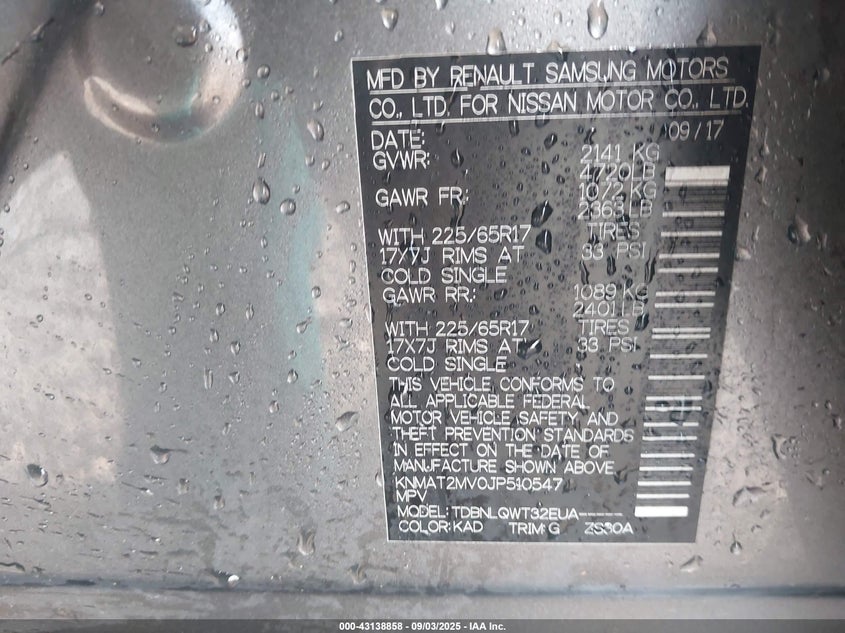 MFD BY RENAULT SAMSUNG MOTORS
CO., LTD. FOR NISSAN MOTOR CO., LTD.
DATE: 09/17
GVWR: 2141 KG
4720LB
GAWR FR: 1072 KG
2363LB
WITH 225/65R17 TIRES
17X7J RIMS AT 33 PSI
COLD SINGLE
GAWR RR: 1089 KG
2401LB
WITH 225/65R17 TIRES
17X7J RIMS AT 33 PSI
COLD SINGLE
THIS VEHICLE CONFORMS TO
ALL APPLICABLE FEDERAL
MOTOR VEHICLE SAFETY AND
THEFT PREVENTION STANDARDS
IN EFFECT ON THE DATE OF
MANUFACTURE SHOWN ABOVE
KNMAT2MV0JP510547
MPV
MODEL: TDBNLQWT32EUA-----
COLOR:KAD TRIM:G ZS30A
000-43138858 - 09/03/2025 - IAA Inc.